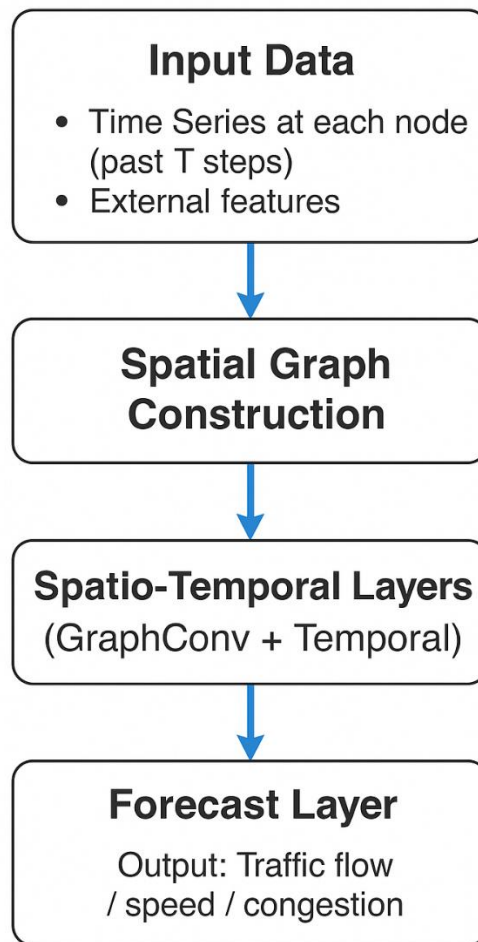 Input Data
• Time Series at each node
(past T steps)
• External features
Spatial Graph
Construction
Spatio-Temporal Layers
(GraphConv + Temporal)
Forecast Layer
Output: Traffic flow
/ speed / congestion